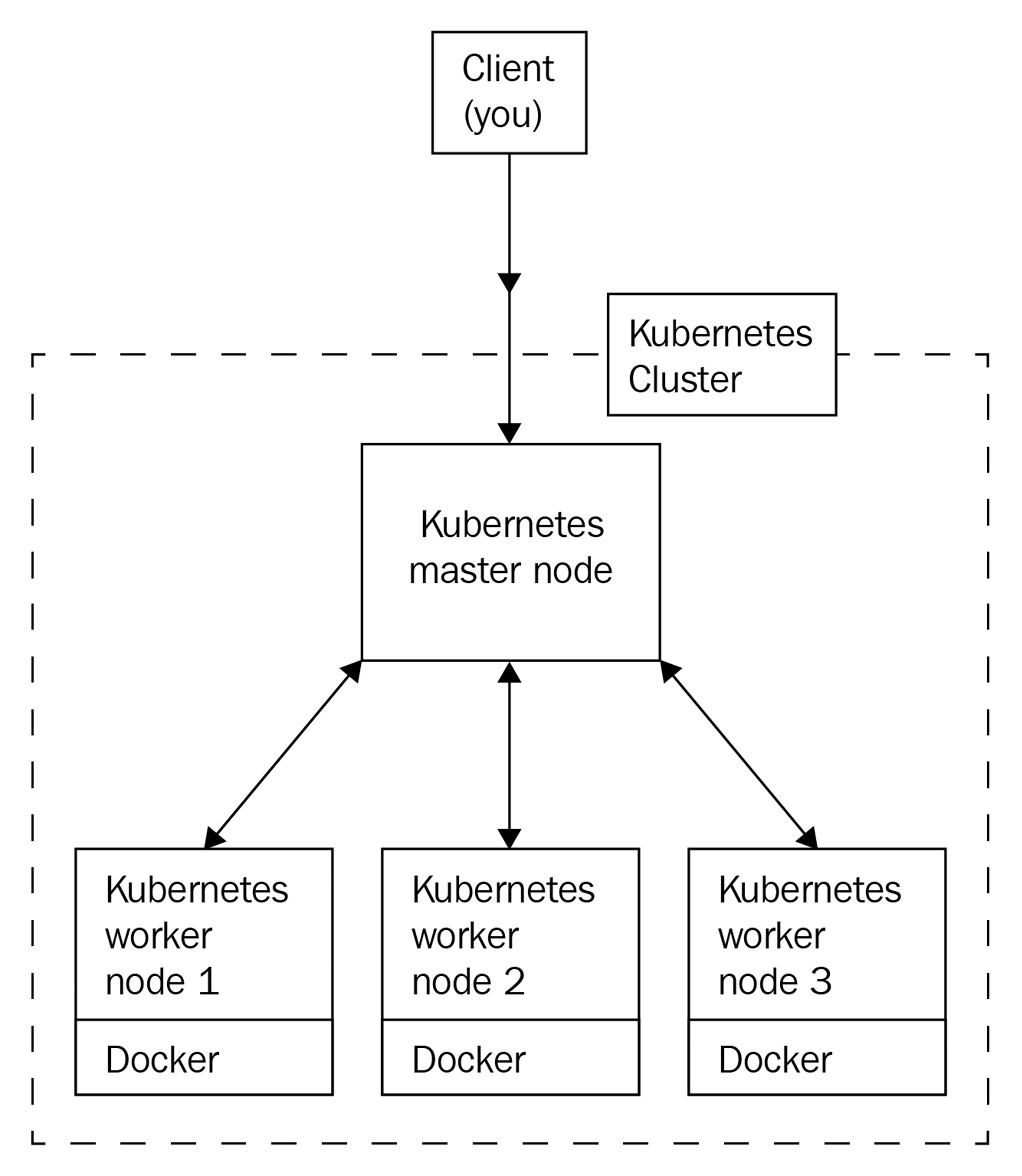 Client
(you)
Kubernetes
Cluster
Kubernetes
master node
Kubernetes
worker
node 1
Docker
Kubernetes
worker
node 2
Docker
Kubernetes
worker
node 3
Docker